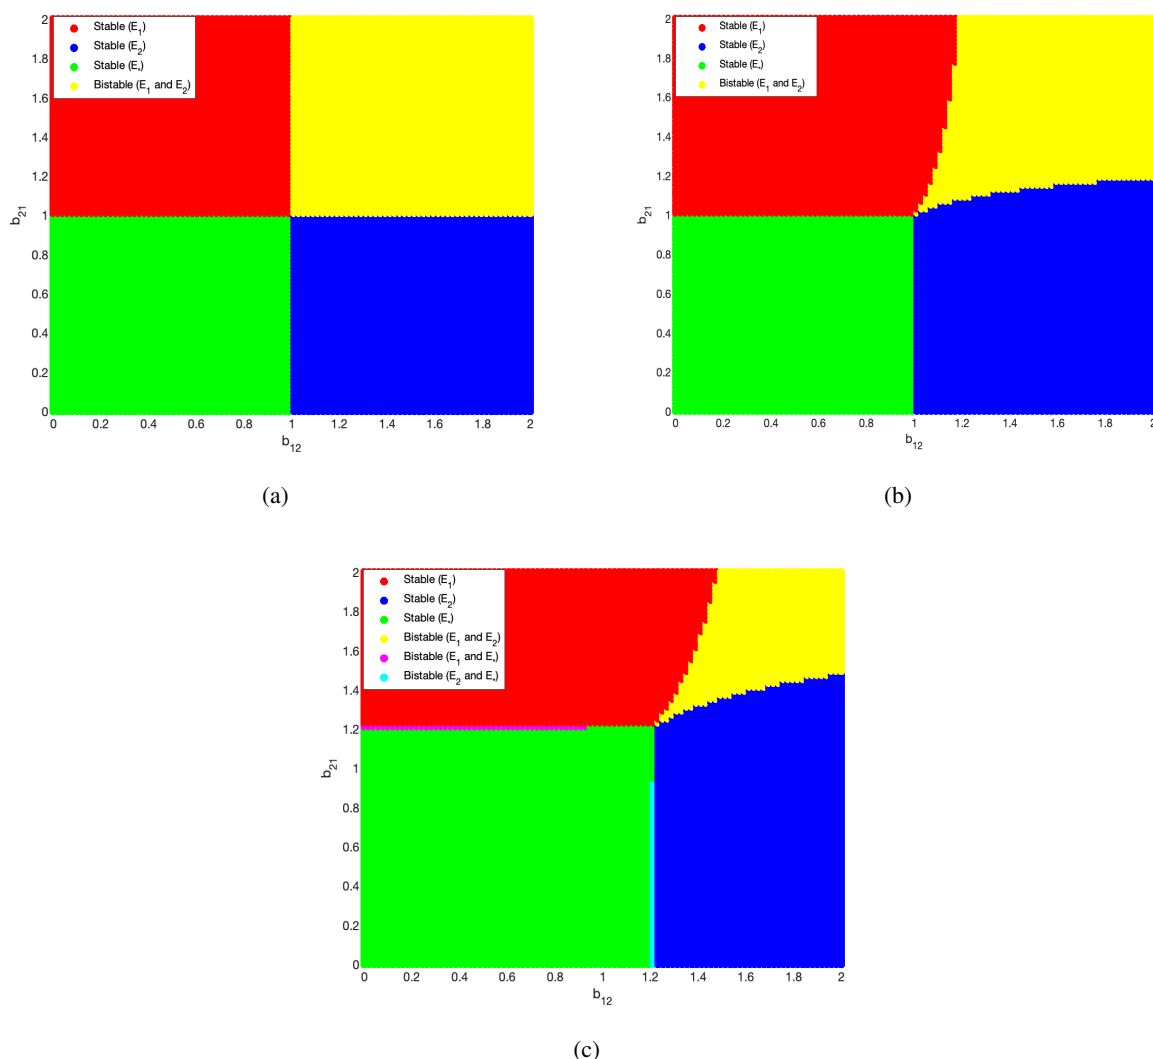 2
1.8
1.6
1.4
1.2
1
0.8
0.6
0.4
0.2
0
b21
Stable (E1)
Stable (E2)
Stable (E*)
Bistable (E1 and E2)
0 0.2 0.4 0.6 0.8 1 1.2 1.4 1.6 1.8 2
b12
(a)
2
1.8
1.6
1.4
1.2
1
0.8
0.6
0.4
0.2
0
b21
Stable (E1)
Stable (E2)
Stable (E*)
Bistable (E1 and E2)
0 0.2 0.4 0.6 0.8 1 1.2 1.4 1.6 1.8 2
b12
(b)
2
1.8
1.6
1.4
1.2
1
0.8
0.6
0.4
0.2
0
b21
Stable (E1)
Stable (E2)
Stable (E*)
Bistable (E1 and E2)
Bistable (E1 and E*)
Bistable (E2 and E*)
0 0.2 0.4 0.6 0.8 1 1.2 1.4 1.6 1.8 2
b12
(c)